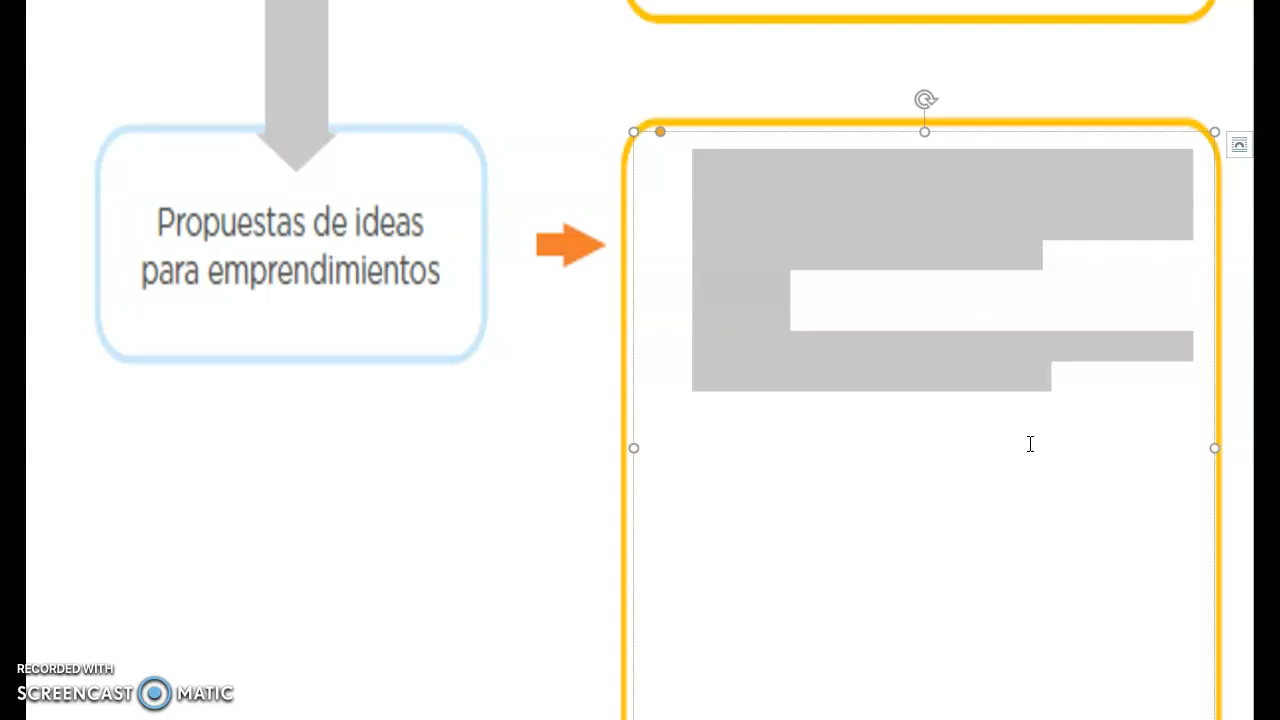 Propuestas de ideas
para emprendimientos
RECORDED WITH
SCREENCAST MATIC